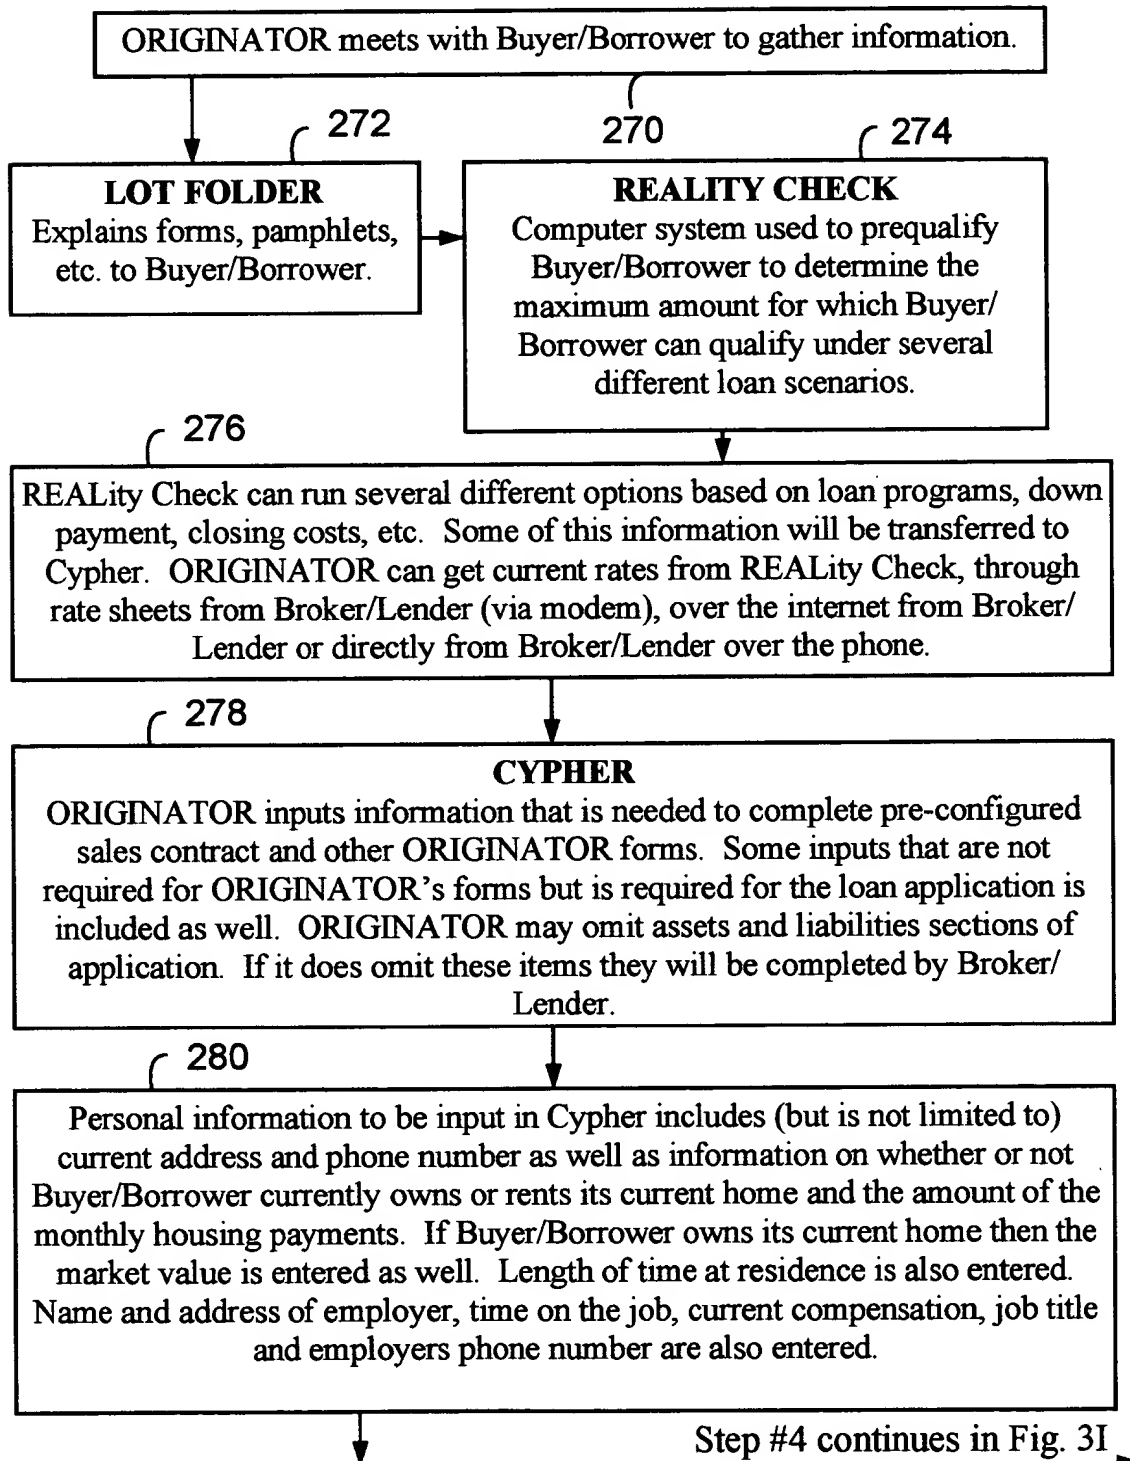 ORIGINATOR meets with Buyer/Borrower to gather information.
270
272
LOT FOLDER
Explains forms, pamphlets,
etc. to Buyer/Borrower.
274
REALITY CHECK
Computer system used to prequalify
Buyer/Borrower to determine the
maximum amount for which Buyer/
Borrower can qualify under several
different loan scenarios.
276
REALity Check can run several different options based on loan programs, down
payment, closing costs, etc. Some of this information will be transferred to
Cypher. ORIGINATOR can get current rates from REALity Check, through
rate sheets from Broker/Lender (via modem), over the internet from Broker/
Lender or directly from Broker/Lender over the phone.
278
CYPHER
ORIGINATOR inputs information that is needed to complete pre-configured
sales contract and other ORIGINATOR forms. Some inputs that are not
required for ORIGINATOR's forms but is required for the loan application is
included as well. ORIGINATOR may omit assets and liabilities sections of
application. If it does omit these items they will be completed by Broker/
Lender.
280
Personal information to be input in Cypher includes (but is not limited to)
current address and phone number as well as information on whether or not
Buyer/Borrower currently owns or rents its current home and the amount of the
monthly housing payments. If Buyer/Borrower owns its current home then the
market value is entered as well. Length of time at residence is also entered.
Name and address of employer, time on the job, current compensation, job title
and employers phone number are also entered.
Step #4 continues in Fig. 3I